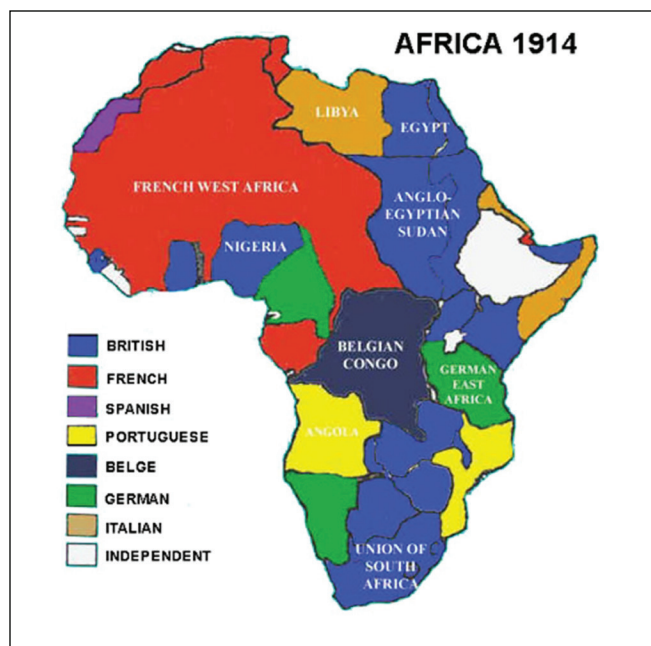 AFRICA 1914
LIBYA
EGYPT
FRENCH WEST AFRICA
ANGLO-
EGYPTIAN
SUDAN
NIGERIA
BELGIAN
CONGO
GERMAN
EAST
AFRICA
ANGOLA
UNION OF
SOUTH
AFRICA
BRITISH
FRENCH
SPANISH
PORTUGUESE
BELGE
GERMAN
ITALIAN
INDEPENDENT